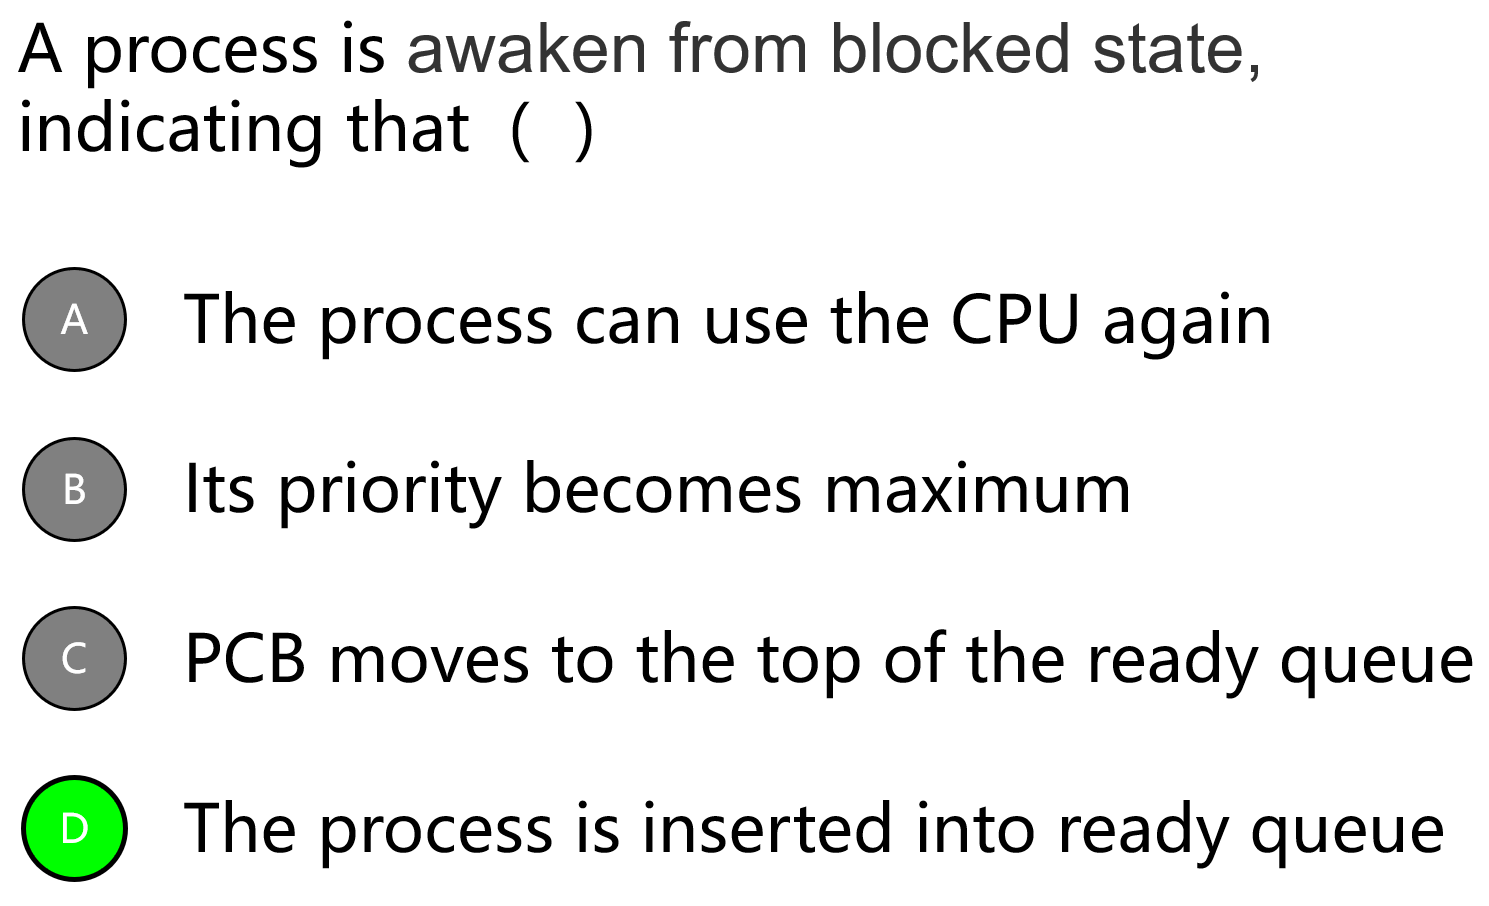 A process is awaken from blocked state,
indicating that（ ）
A The process can use the CPU again
B Its priority becomes maximum
C PCB moves to the top of the ready queue
D The process is inserted into ready queue